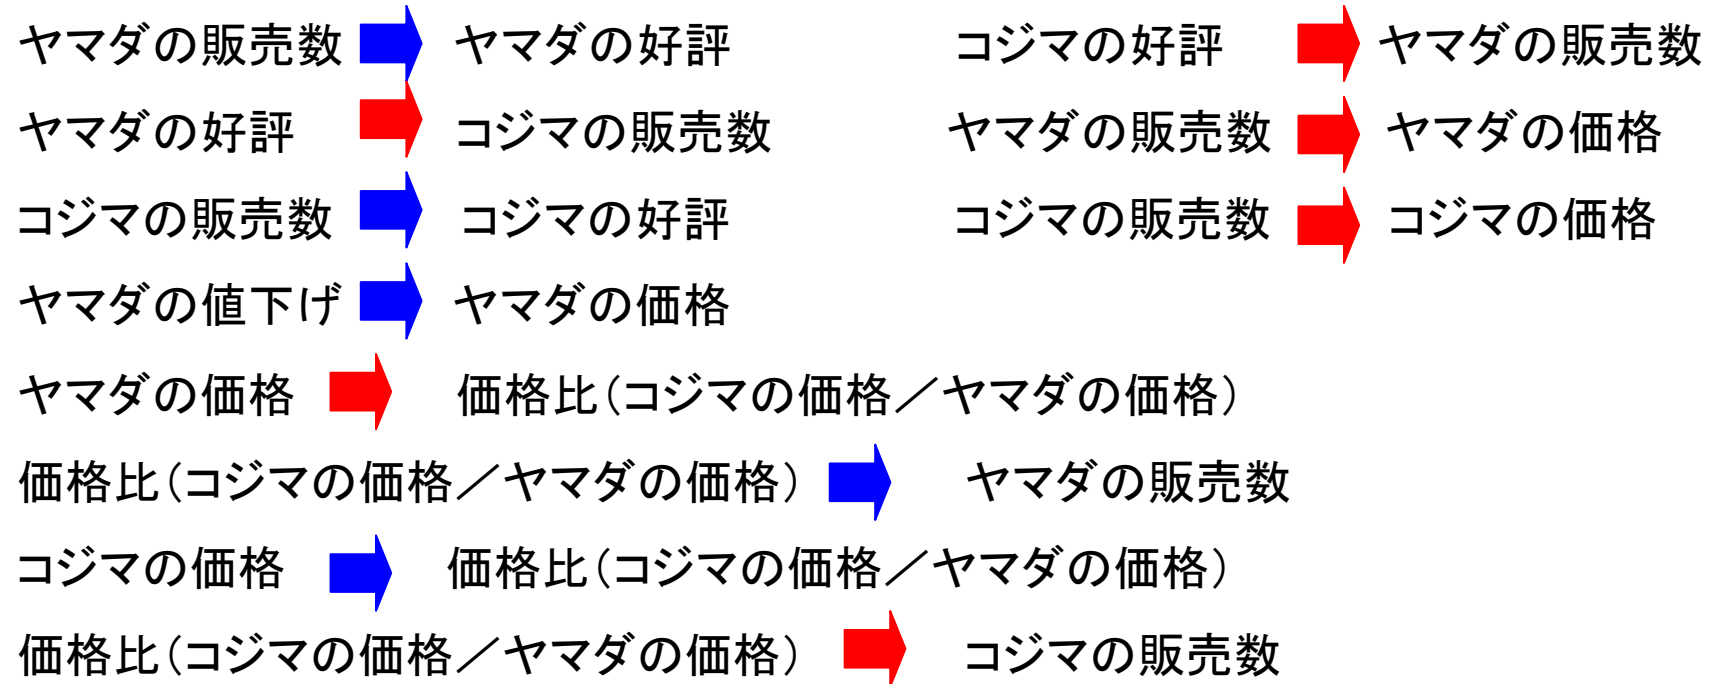 ヤマダの販売数 ヤマダの好評 コジマの好評 ヤマダの販売数
ヤマダの好評 コジマの販売数 ヤマダの販売数 ヤマダの価格
コジマの販売数 コジマの好評 コジマの販売数 コジマの価格
ヤマダの値下げ ヤマダの価格
ヤマダの価格 価格比(コジマの価格／ヤマダの価格)
価格比(コジマの価格／ヤマダの価格) ヤマダの販売数
コジマの価格 価格比(コジマの価格／ヤマダの価格)
価格比(コジマの価格／ヤマダの価格) コジマの販売数